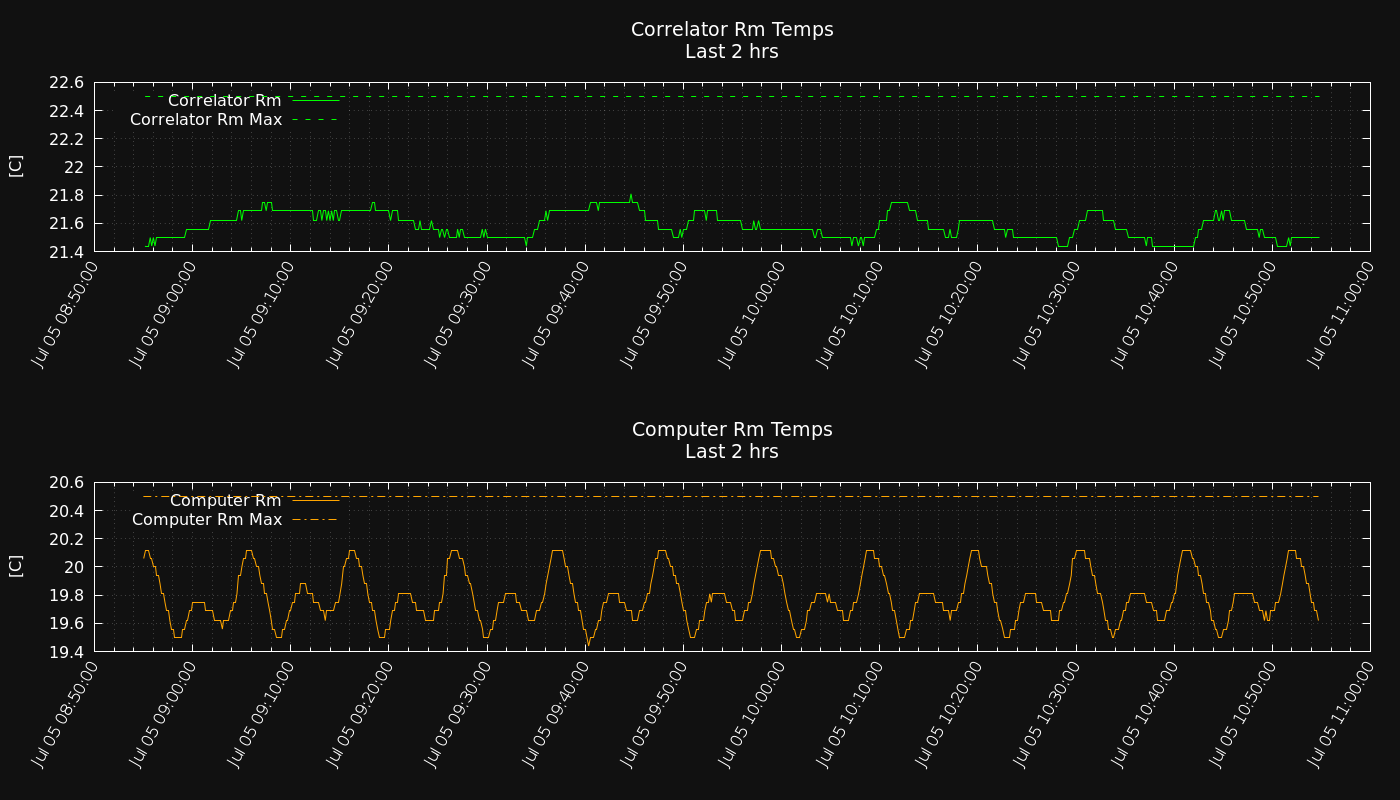 Correlator Rm Temps
Last 2 hrs
22.6
22.4
22.2
22
21.8
21.6
21.4
[C]
Correlator Rm
Correlator Rm Max
Jul 05 08:50:00
Jul 05 09:00:00
Jul 05 09:10:00
Jul 05 09:20:00
Jul 05 09:30:00
Jul 05 09:40:00
Jul 05 09:50:00
Jul 05 10:00:00
Jul 05 10:10:00
Jul 05 10:20:00
Jul 05 10:30:00
Jul 05 10:40:00
Jul 05 10:50:00
Jul 05 11:00:00
Computer Rm Temps
Last 2 hrs
20.6
20.4
20.2
20
19.8
19.6
19.4
[C]
Computer Rm
Computer Rm Max
Jul 05 08:50:00
Jul 05 09:00:00
Jul 05 09:10:00
Jul 05 09:20:00
Jul 05 09:30:00
Jul 05 09:40:00
Jul 05 09:50:00
Jul 05 10:00:00
Jul 05 10:10:00
Jul 05 10:20:00
Jul 05 10:30:00
Jul 05 10:40:00
Jul 05 10:50:00
Jul 05 11:00:00